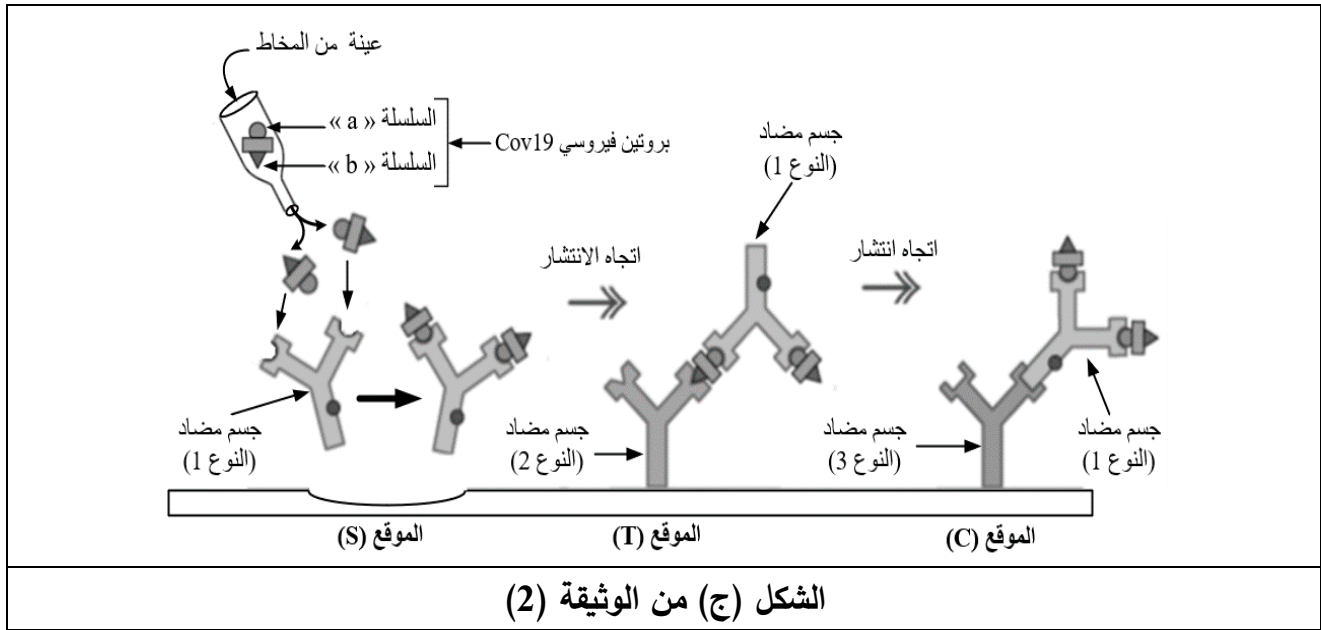 عينة من المخاط
السلسلة « a »
السلسلة « b »
بروتين فيروسي Cov19
جسم مضاد
(النوع 1)
اتجاه الانتشار
اتجاه انتشار
جسم مضاد
(النوع 1)
جسم مضاد
(النوع 2)
جسم مضاد
(النوع 3)
جسم مضاد
(النوع 1)
الموقع (S)
الموقع (T)
الموقع (C)
الشكل (ج) من الوثيقة (2)